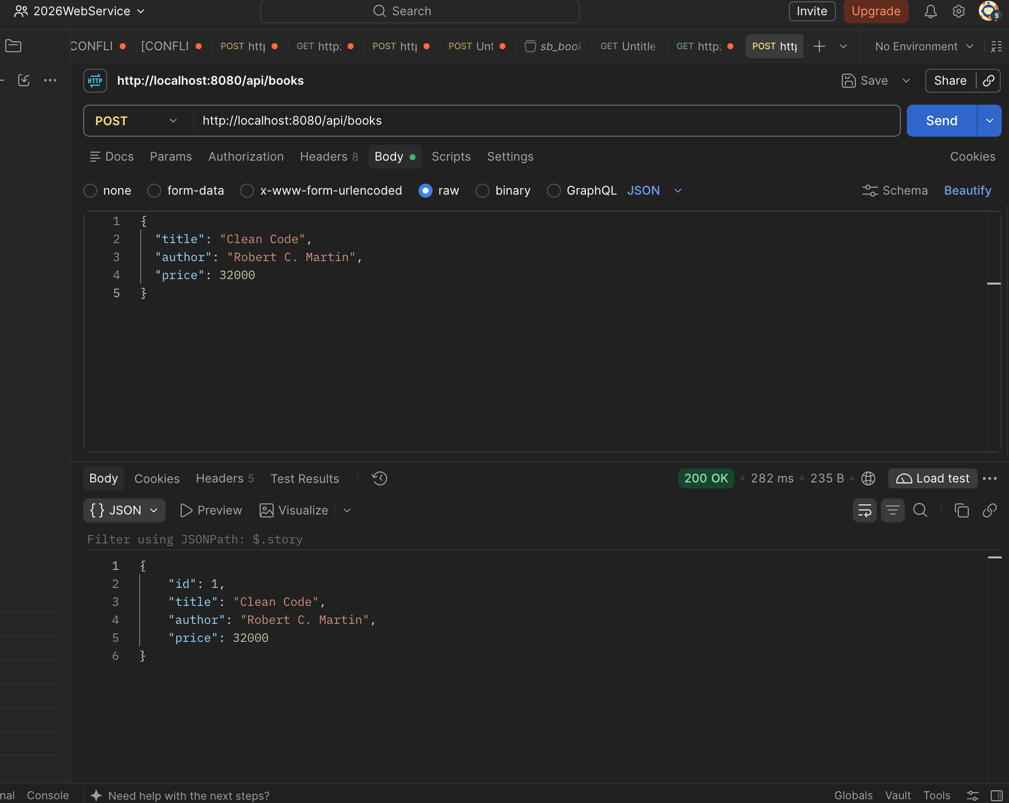 2026WebService
Search
Invite
Upgrade
CONFLI
[CONFLI
POST http
GET http:
POST http
POST Unt
sb_book
GET Untitle
GET http:
POST http
No Environment
HTTP
http://localhost:8080/api/books
Save
Share
POST
http://localhost:8080/api/books
Send
Docs
Params
Authorization
Headers 8
Body
Scripts
Settings
Cookies
none
form-data
x-www-form-urlencoded
raw
binary
GraphQL
JSON
Schema
Beautify
1 {
2 "title": "Clean Code",
3 "author": "Robert C. Martin",
4 "price": 32000
5 }
Body
Cookies
Headers 5
Test Results
200 OK
282 ms
235 B
Load test
{} JSON
Preview
Visualize
Filter using JSONPath: $.story
1 {
2 "id": 1,
3 "title": "Clean Code",
4 "author": "Robert C. Martin",
5 "price": 32000
6 }
nal
Console
Need help with the next steps?
Globals
Vault
Tools